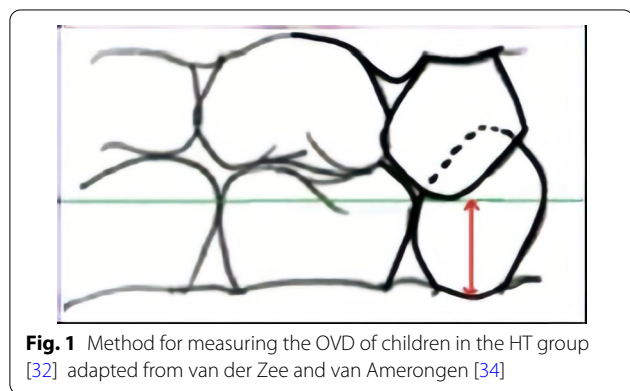 Fig. 1 Method for measuring the OVD of children in the HT group
[32] adapted from van der Zee and van Amerongen [34]